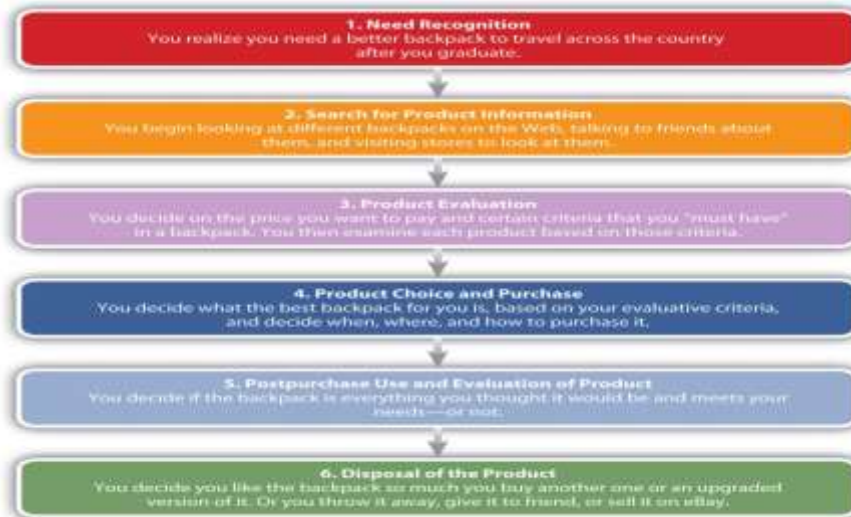 1. Need Recognition
You realize you need a better backpack to travel across the country
after you graduate.
2. Search for Product Information
You begin looking at different backpacks on the Web, talking to friends about
them, and visiting stores to look at them.
3. Product Evaluation
You decide on the price you want to pay and certain criteria that you "must have"
in a backpack. You then examine each product based on those criteria.
4. Product Choice and Purchase
You decide what the best backpack for you is, based on your evaluative criteria,
and decide when, where, and how to purchase it.
5. Postpurchase Use and Evaluation of Product
You decide if the backpack is everything you thought it would be and meets your
needs—or not.
6. Disposal of the Product
You decide you like the backpack so much you buy another one or an upgraded
version of it. Or you throw it away, give it to friend, or sell it on eBay.